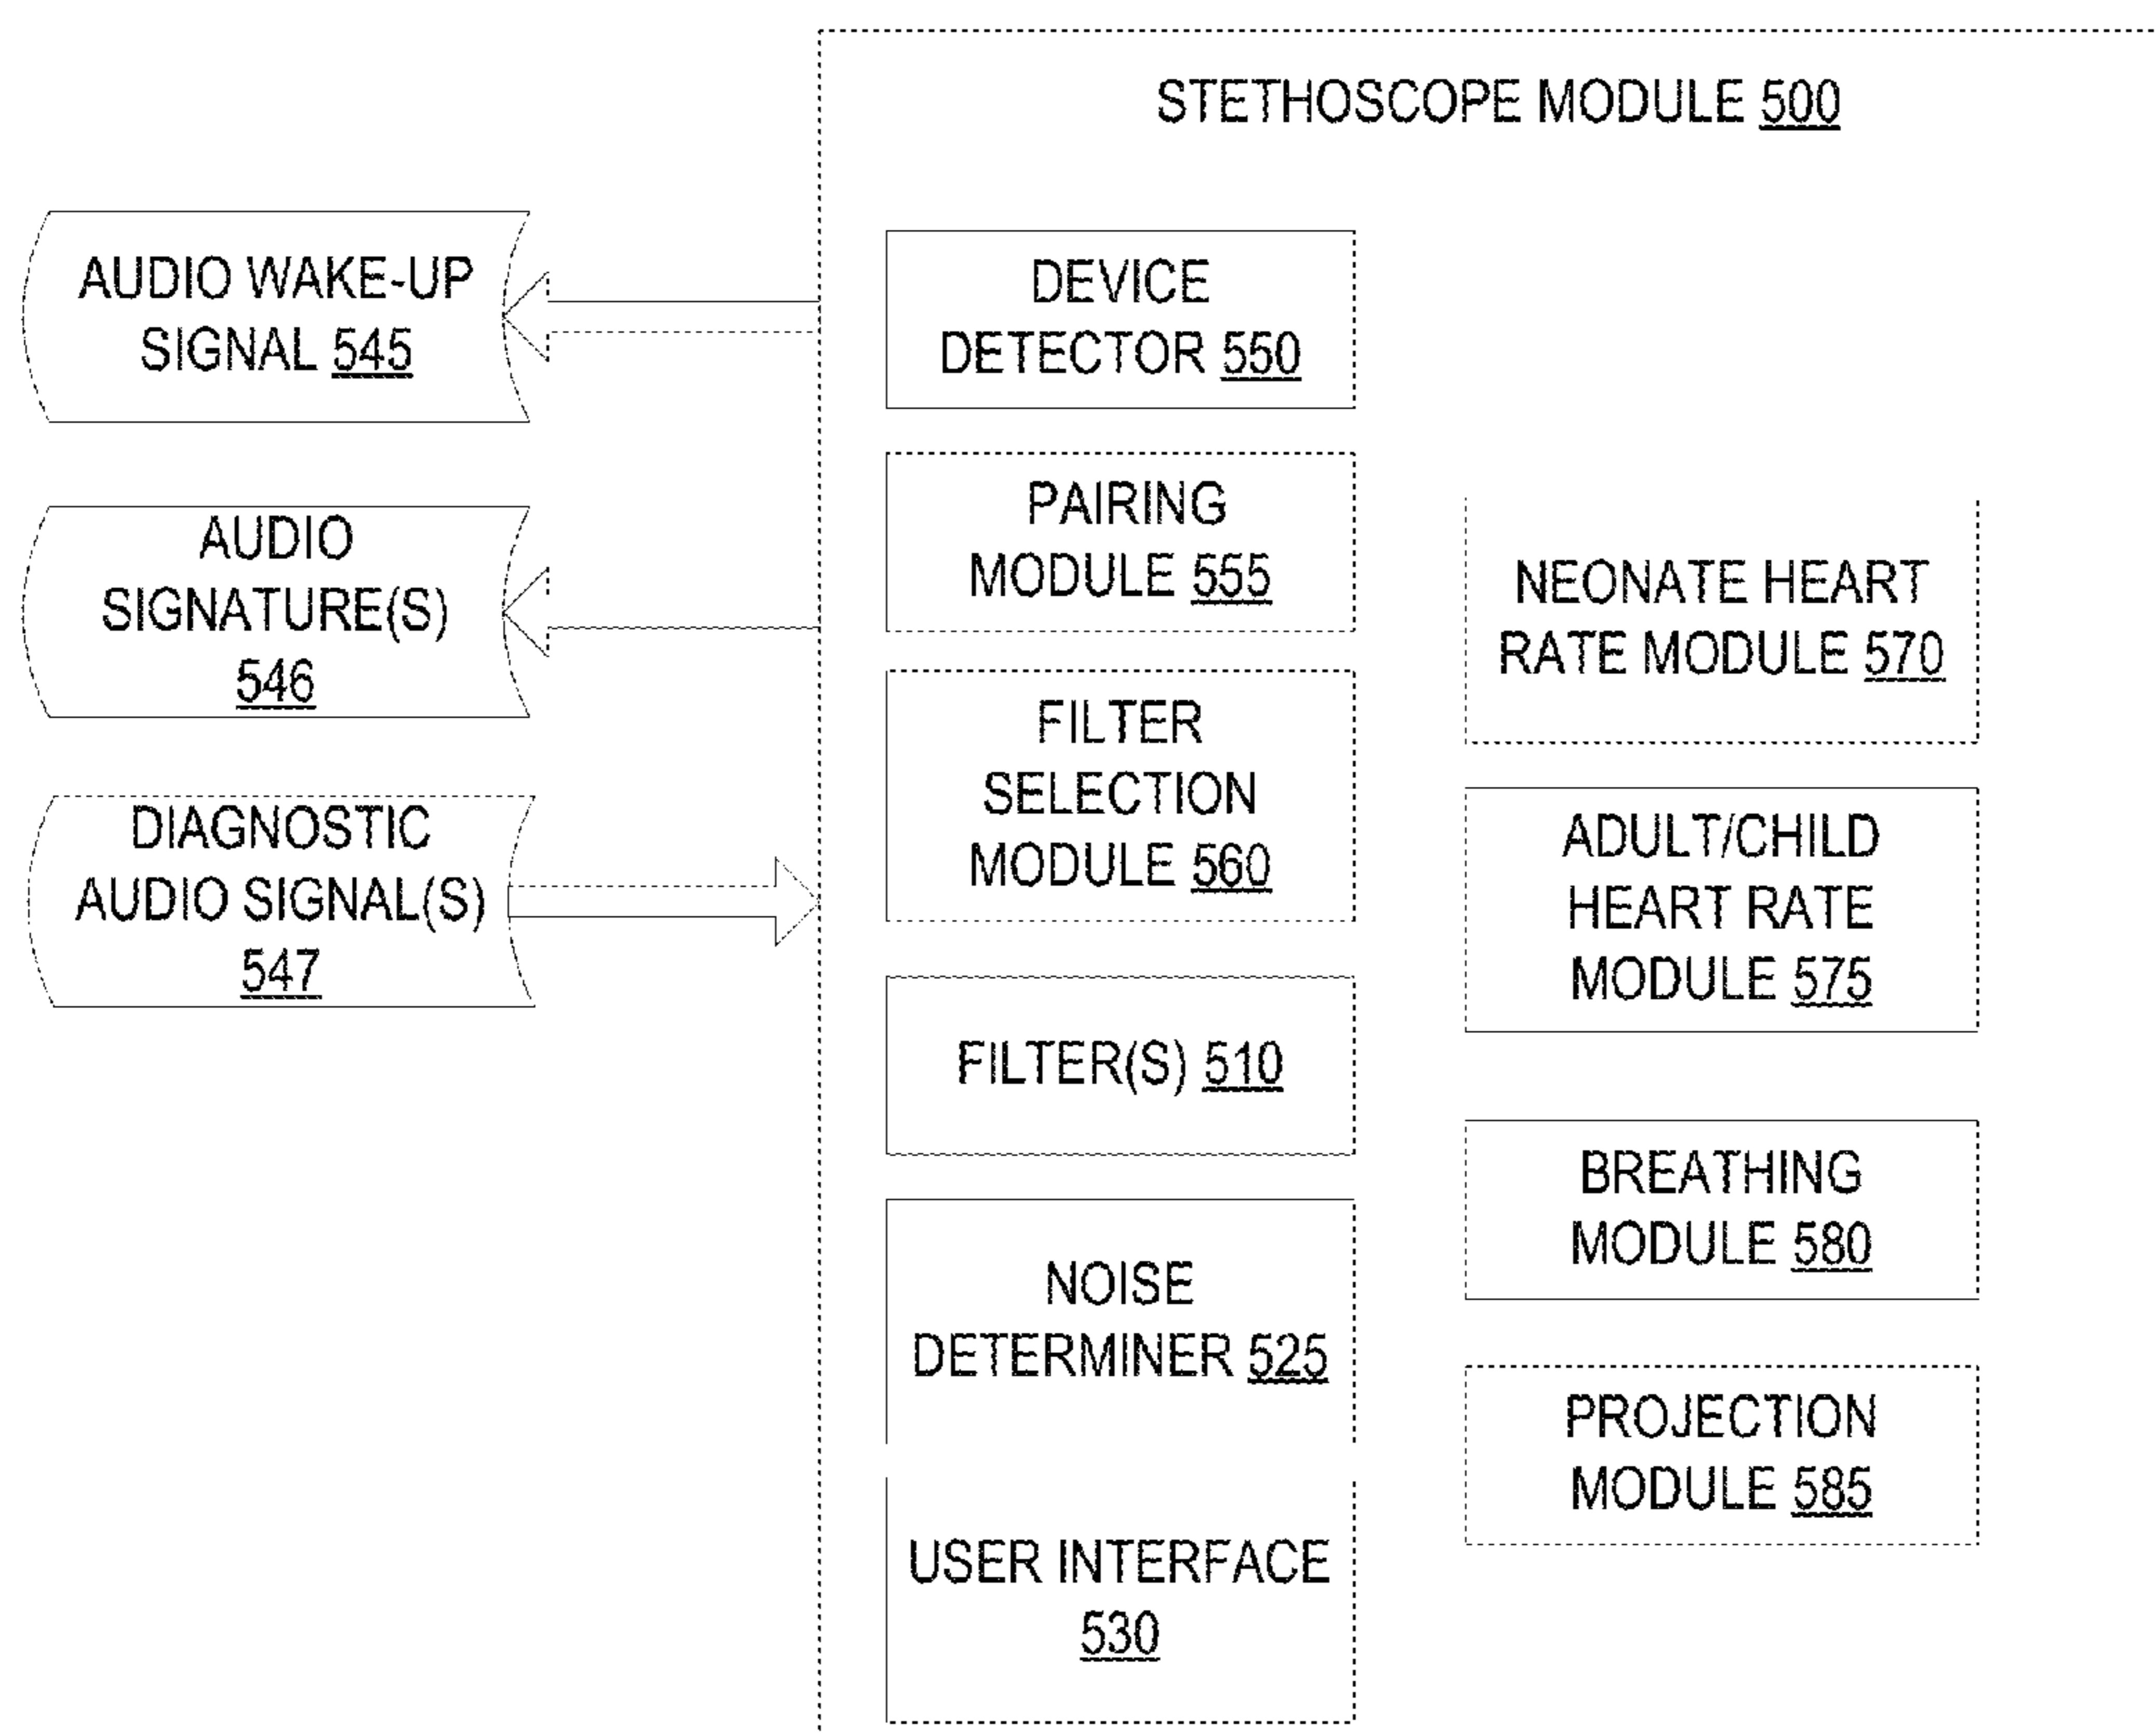 STETHOSCOPE MODULE 500
AUDIO WAKE-UP
SIGNAL 545
AUDIO
SIGNATURE(S)
546
DIAGNOSTIC
AUDIO SIGNAL(S)
547
DEVICE
DETECTOR 550
PAIRING
MODULE 555
FILTER
SELECTION
MODULE 560
FILTER(S) 510
NOISE
DETERMINER 525
USER INTERFACE
530
NEONATE HEART
RATE MODULE 570
ADULT/CHILD
HEART RATE
MODULE 575
BREATHING
MODULE 580
PROJECTION
MODULE 585